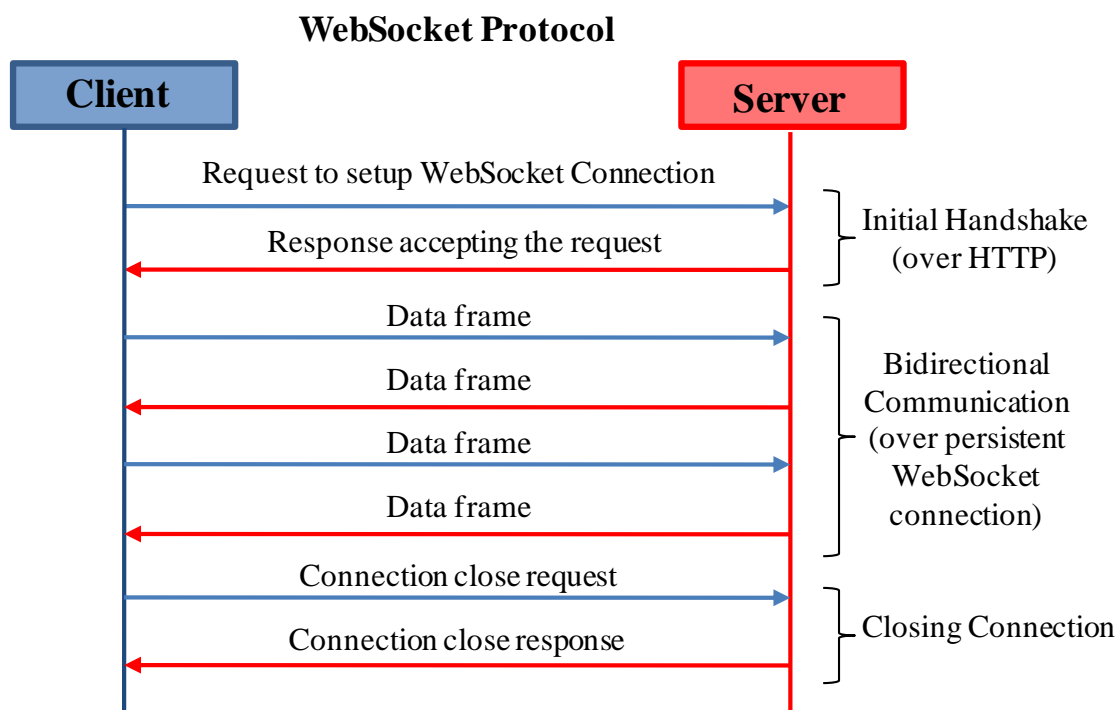 WebSocket Protocol
Client
Server
Request to setup WebSocket Connection
Response accepting the request
Initial Handshake
(over HTTP)
Data frame
Data frame
Data frame
Data frame
Bidirectional
Communication
(over persistent
WebSocket
connection)
Connection close request
Connection close response
Closing Connection